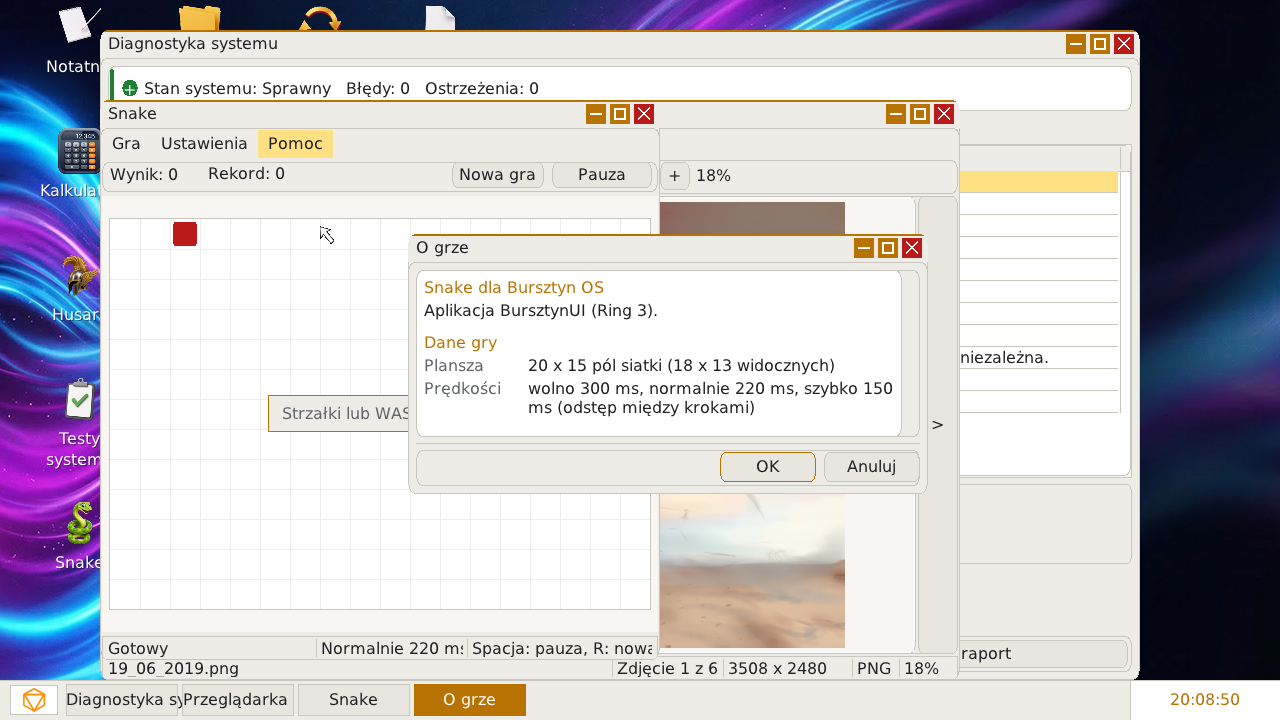 Notatn
Kalkula
Husar
Testy
system
Snake
Diagnostyka systemu
Stan systemu: Sprawny Błędy: 0 Ostrzeżenia: 0
Snake
Gra Ustawienia Pomoc
Wynik: 0 Rekord: 0 Nowa gra Pauza
+ 18%
niezależna.
>
Strzałki lub WAS
O grze
Snake dla Bursztyn OS
Aplikacja BursztynUI (Ring 3).
Dane gry
Plansza 20 x 15 pól siatki (18 x 13 widocznych)
Prędkości wolno 300 ms, normalnie 220 ms, szybko 150
ms (odstęp między krokami)
OK Anuluj
Gotowy Normalnie 220 ms Spacja: pauza, R: nowa
raport
19_06_2019.png Zdjęcie 1 z 6 3508 x 2480 PNG 18%
Diagnostyka sy Przeglądarka Snake O grze 20:08:50